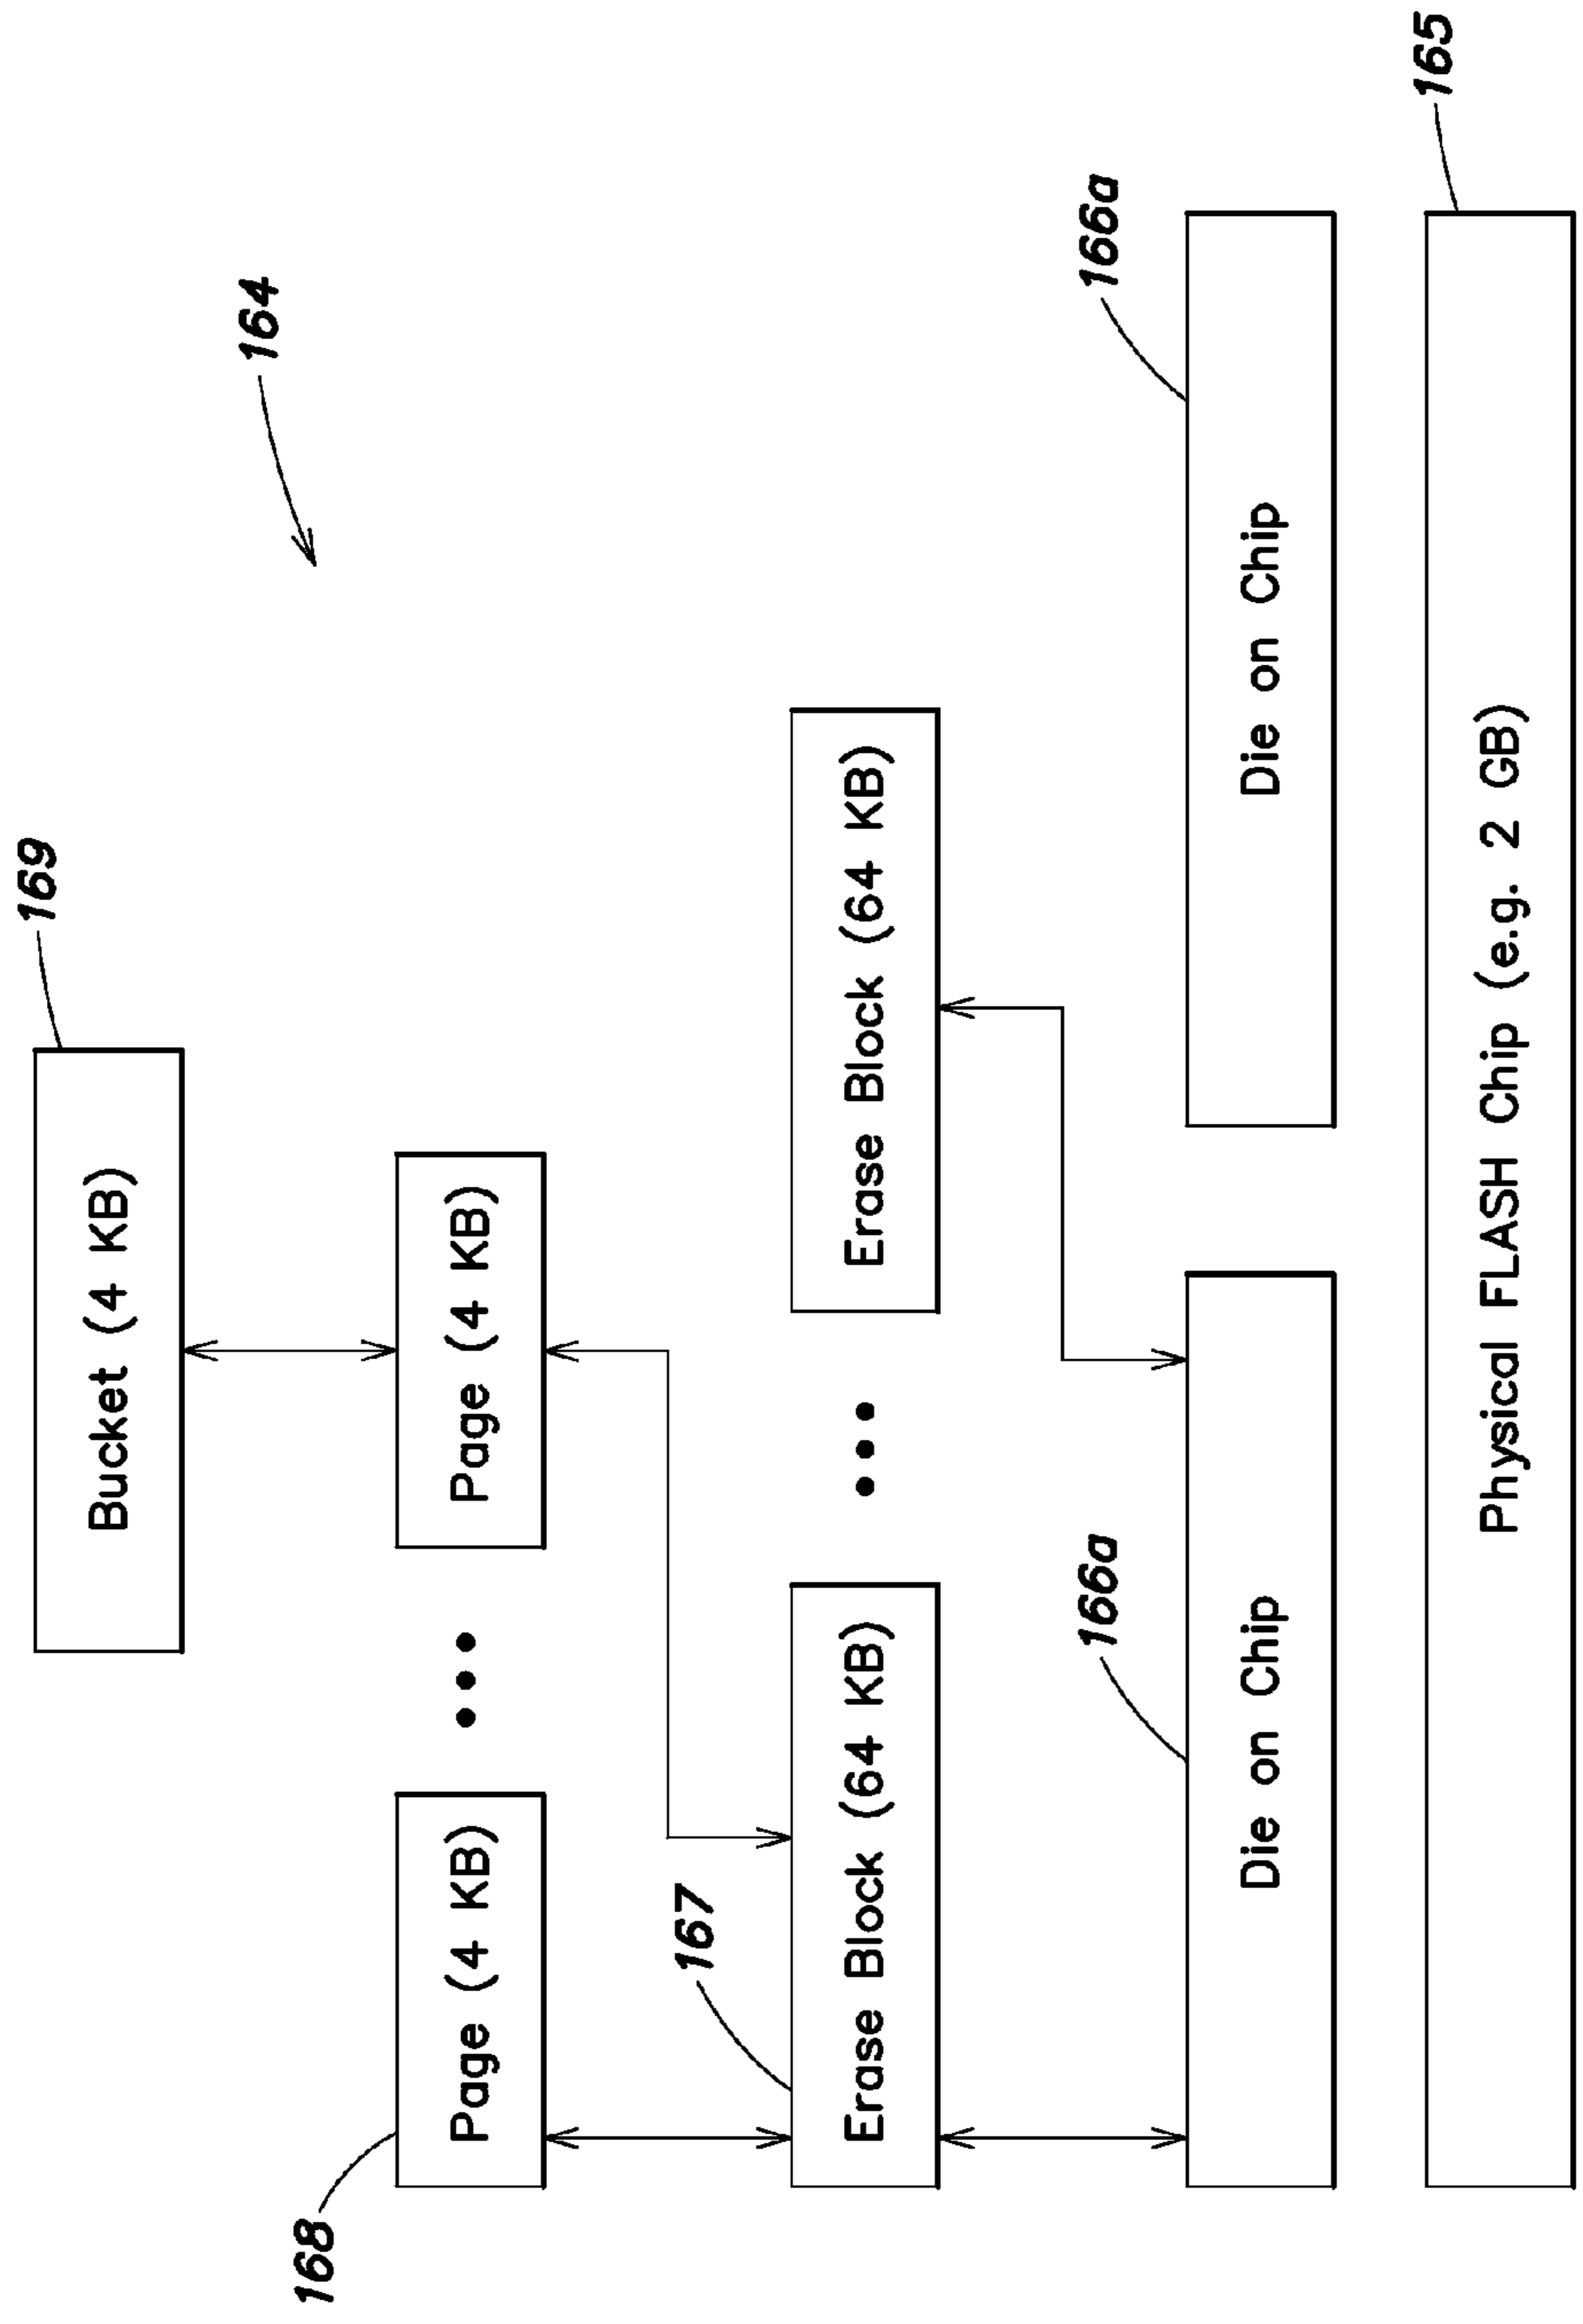 169
Bucket (4 KB)
164
168
Page (4 KB)
Page (4 KB)
167
Erase Block (64 KB)
Erase Block (64 KB)
166a
166a
Die on Chip
Die on Chip
165
Physical FLASH Chip (e.g. 2 GB)